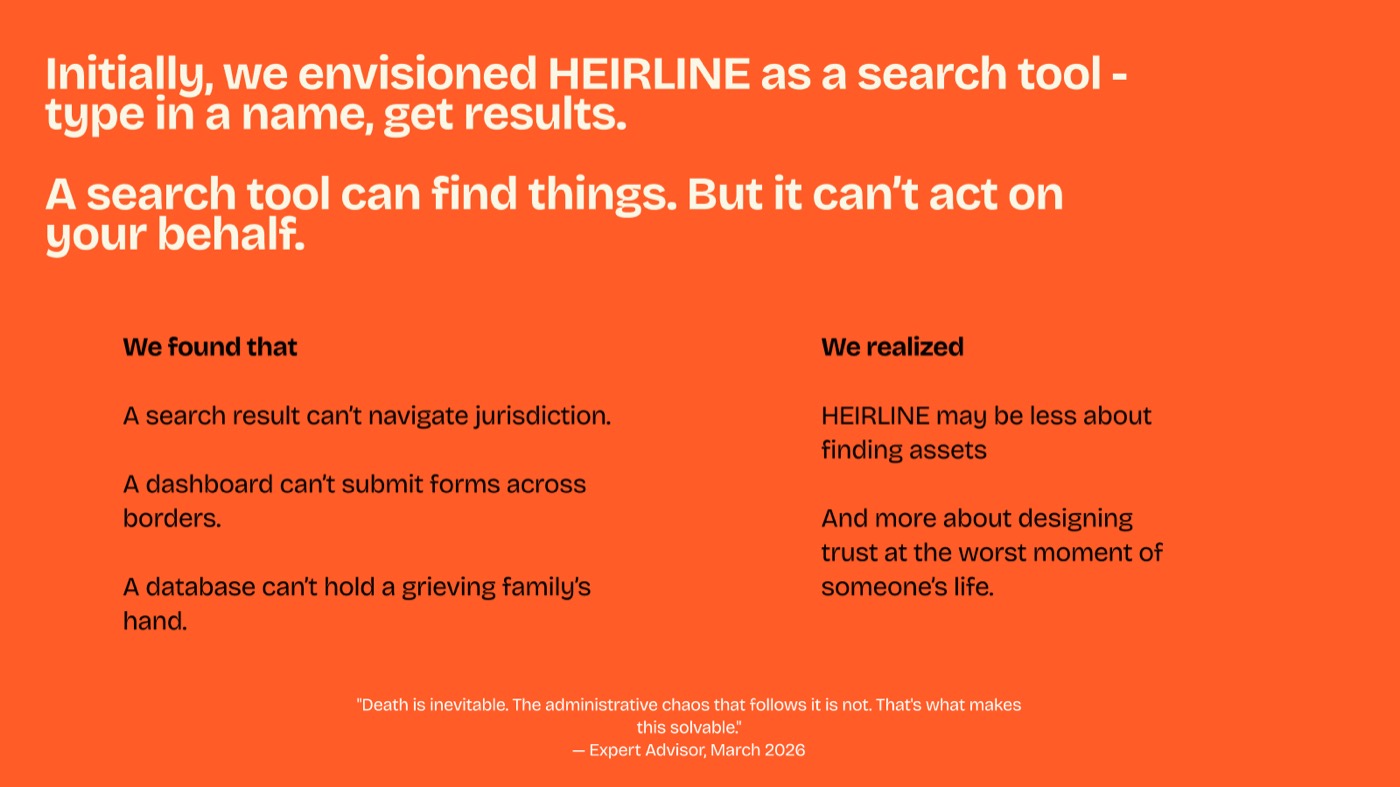 Initially, we envisioned HEIRLINE as a search tool -
type in a name, get results.
A search tool can find things. But it can’t act on
your behalf.
We found that
A search result can’t navigate jurisdiction.
A dashboard can’t submit forms across
borders.
A database can’t hold a grieving family’s
hand.
We realized
HEIRLINE may be less about
finding assets
And more about designing
trust at the worst moment of
someone’s life.
"Death is inevitable. The administrative chaos that follows it is not. That's what makes
this solvable."
— Expert Advisor, March 2026